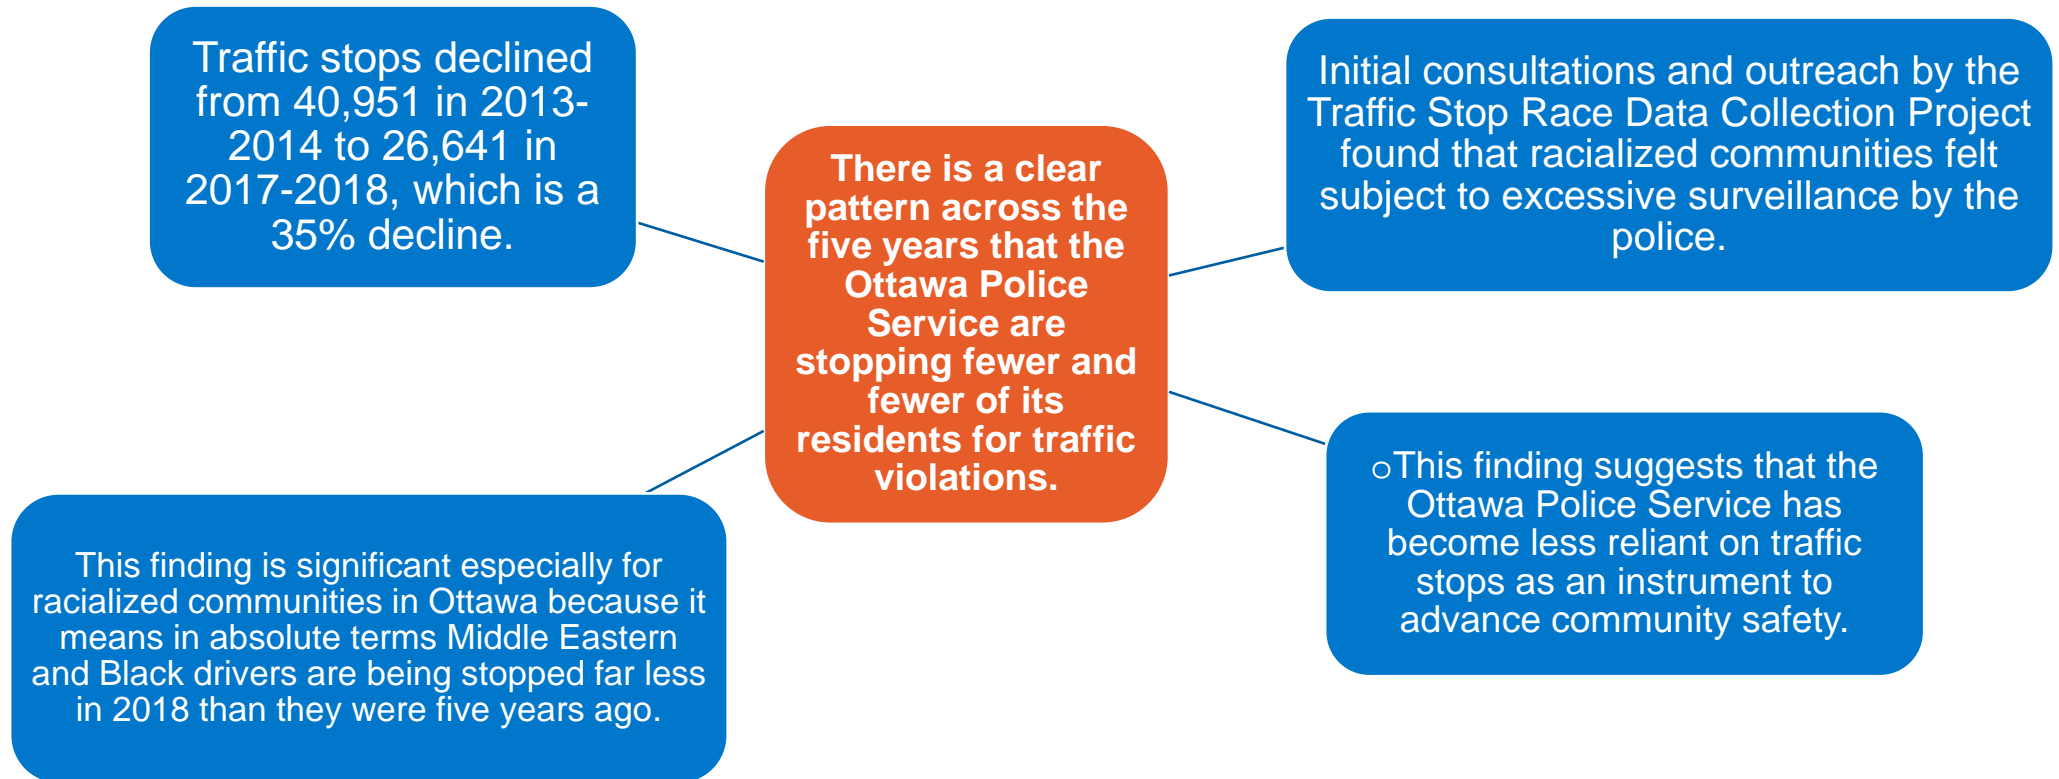 Traffic stops declined
from 40,951 in 2013-
2014 to 26,641 in
2017-2018, which is a
35% decline.
There is a clear
pattern across the
five years that the
Ottawa Police
Service are
stopping fewer and
fewer of its
residents for traffic
violations.
Initial consultations and outreach by the
Traffic Stop Race Data Collection Project
found that racialized communities felt
subject to excessive surveillance by the
police.
This finding is significant especially for
racialized communities in Ottawa because it
means in absolute terms Middle Eastern
and Black drivers are being stopped far less
in 2018 than they were five years ago.
oThis finding suggests that the
Ottawa Police Service has
become less reliant on traffic
stops as an instrument to
advance community safety.